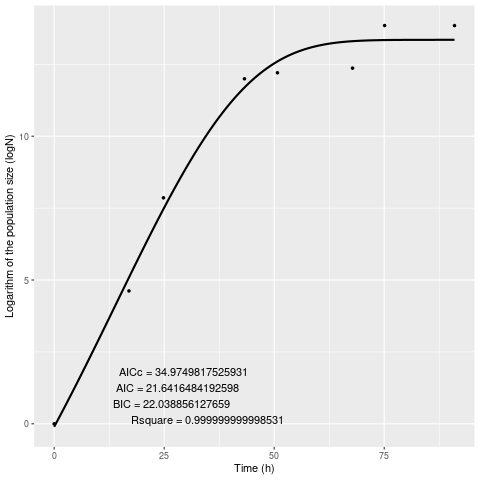 Logarithm of the population size (logN)
10
5
0
AICc = 34.9749817525931
AIC = 21.6416484192598
BIC = 22.038856127659
Rsquare = 0.999999999998531
0 25 50 75
Time (h)